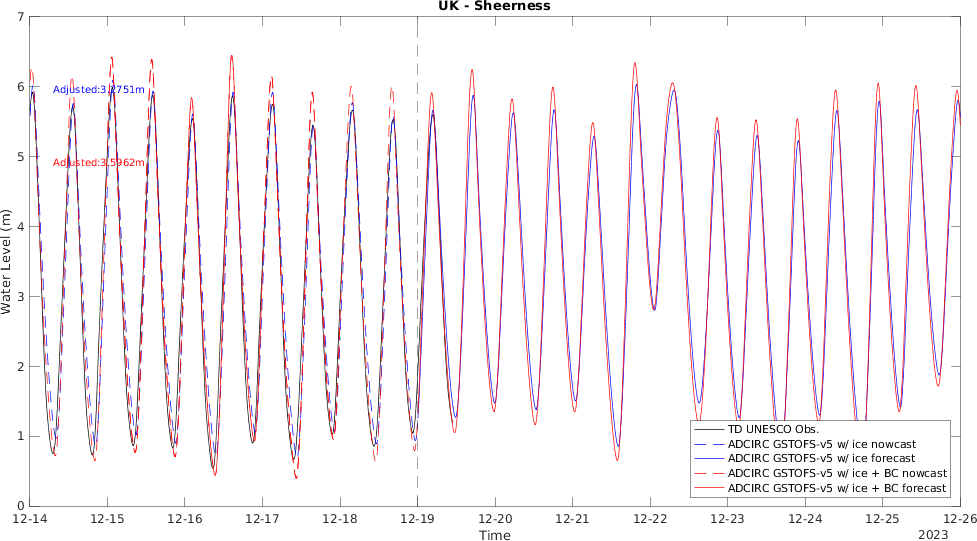 UK - Sheerness
7
6
5
4
3
2
1
0
Water Level (m)
Adjusted:3.2751m
Adjusted:3.5962m
TD UNESCO Obs.
ADCIRC GSTOFS-v5 w/ ice nowcast
ADCIRC GSTOFS-v5 w/ ice forecast
ADCIRC GSTOFS-v5 w/ ice + BC nowcast
ADCIRC GSTOFS-v5 w/ ice + BC forecast
12-14 12-15 12-16 12-17 12-18 12-19 12-20 12-21 12-22 12-23 12-24 12-25 12-26
Time
2023